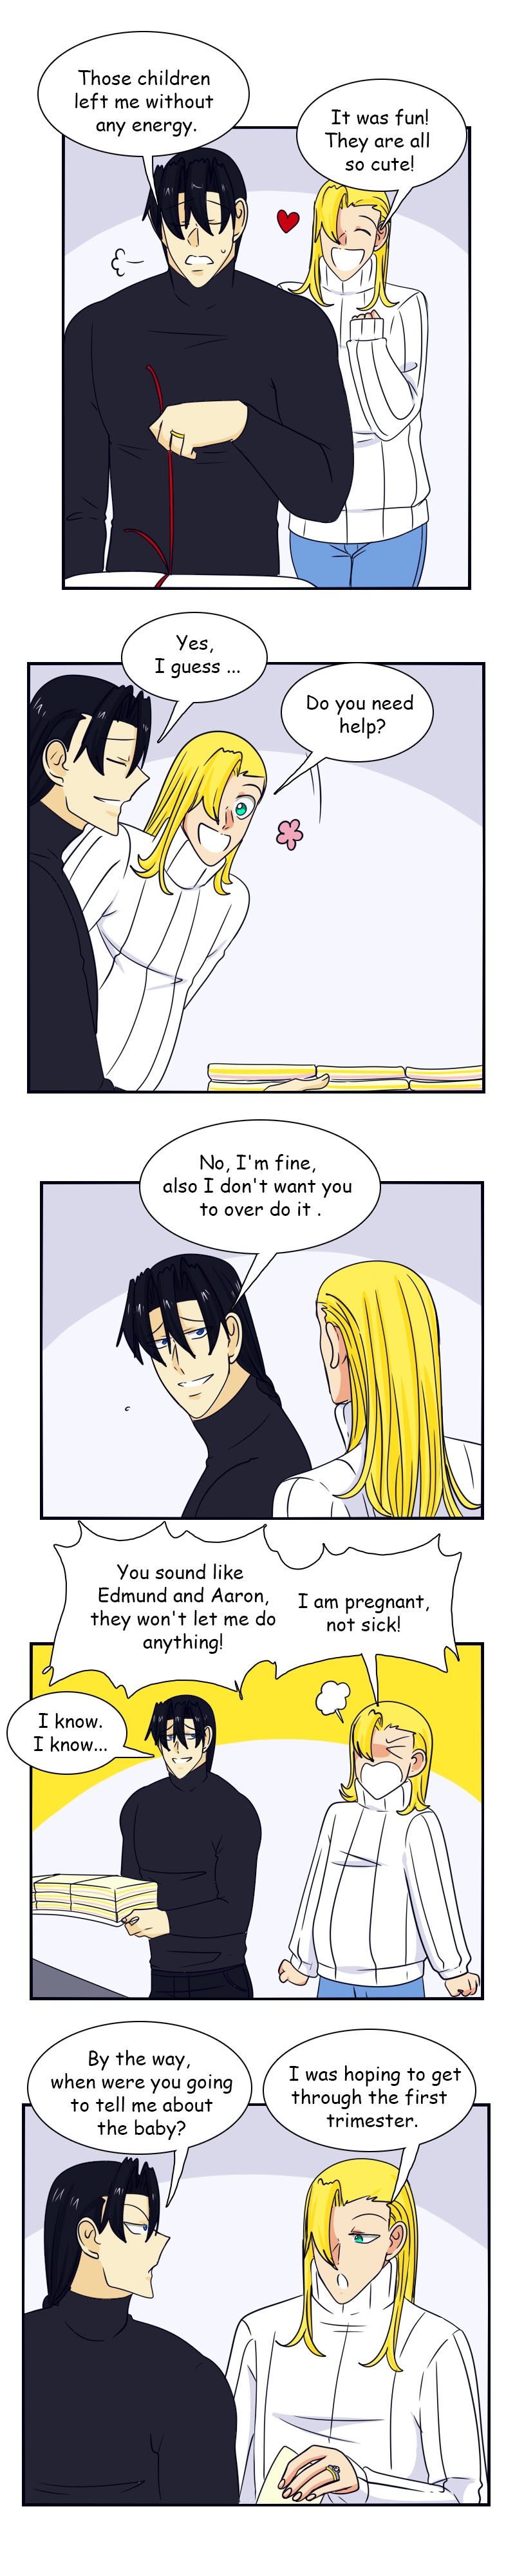 Those children
left me without
any energy.
It was fun!
They are all
so cute!
Yes,
I guess ...
Do you need
help?
No, I'm fine,
also I don't want you
to over do it .
You sound like
Edmund and Aaron,
they won't let me do
anything!
I am pregnant,
not sick!
I know.
I know...
By the way,
when were you going
to tell me about
the baby?
I was hoping to get
through the first
trimester.